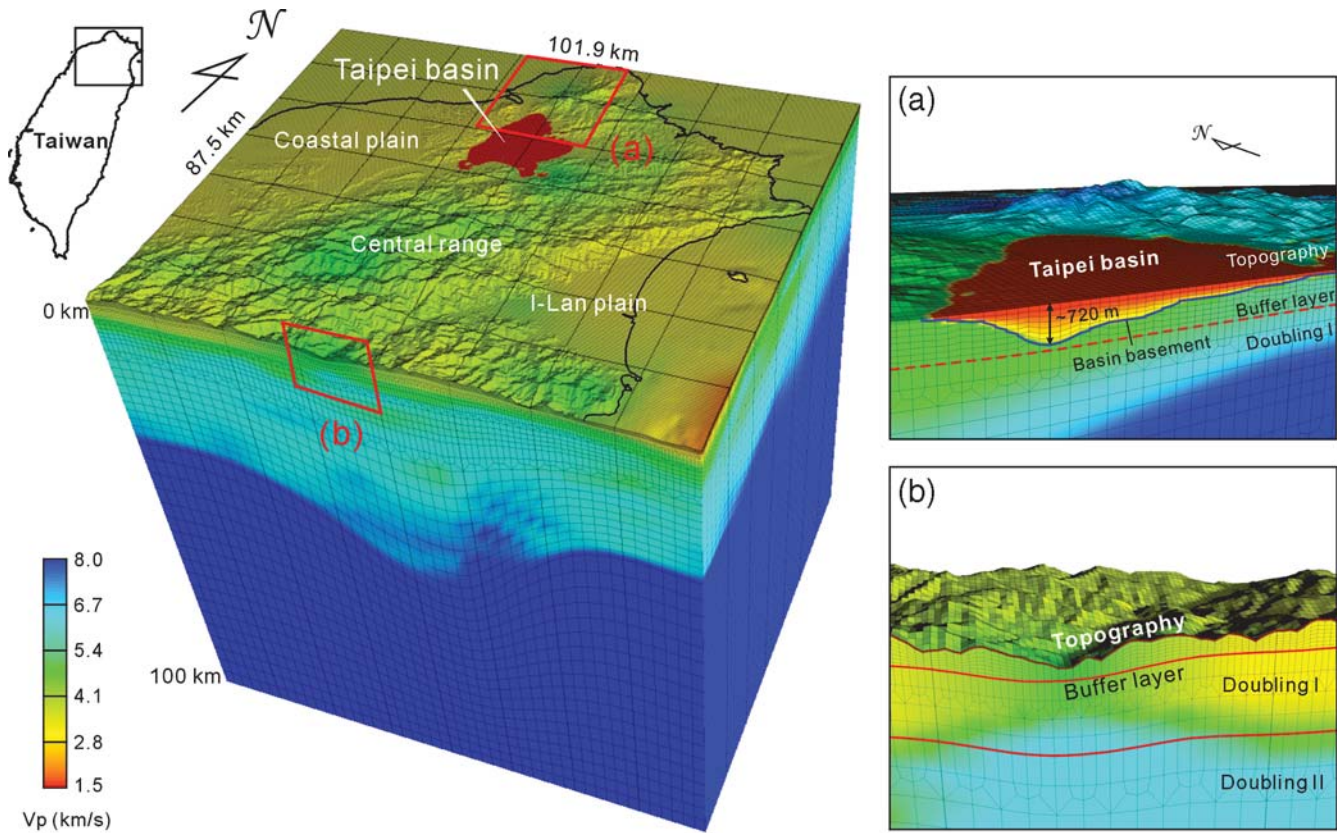 N
101.9 km
Taipei basin
Taiwan
87.5 km
Coastal plain
(a)
Central range
0 km
I-Lan plain
(b)
8.0
6.7
5.4
4.1
2.8
1.5
Vp (km/s)
100 km
(a)
N
Taipei basin
Topography
~720 m
Buffer layer
Basin basement
Doubling I
(b)
Topography
Buffer layer
Doubling I
Doubling II